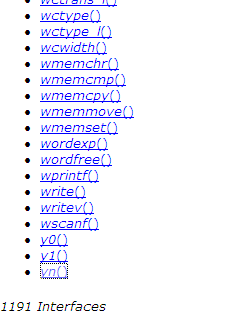 wctrans_l()
wctype()
wctype_l()
wcwidth()
wmemchr()
wmemcmp()
wmemcpy()
wmemmove()
wmemset()
wordexp()
wordfree()
wprintf()
write()
writev()
wscanf()
y0()
y1()
yn()
1191 Interfaces